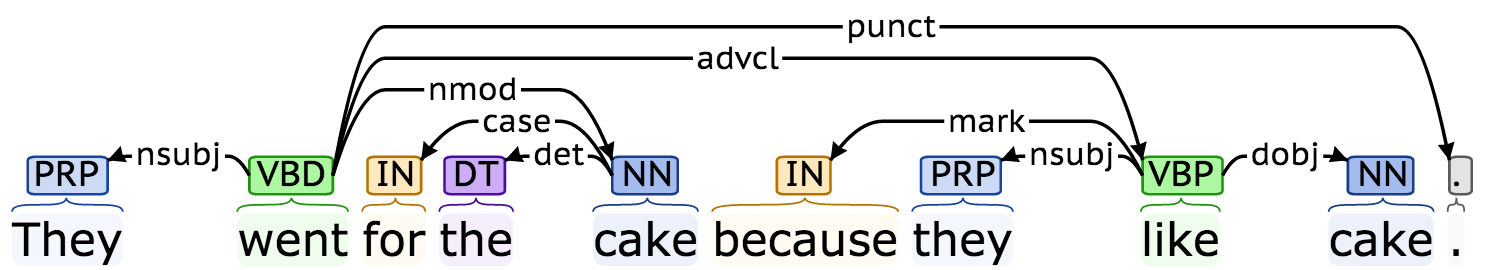 punct
advcl
nmod
case mark
nsubj det nsubj dobj
PRP VBD IN DT NN IN PRP VBP NN .
They went for the cake because they like cake .